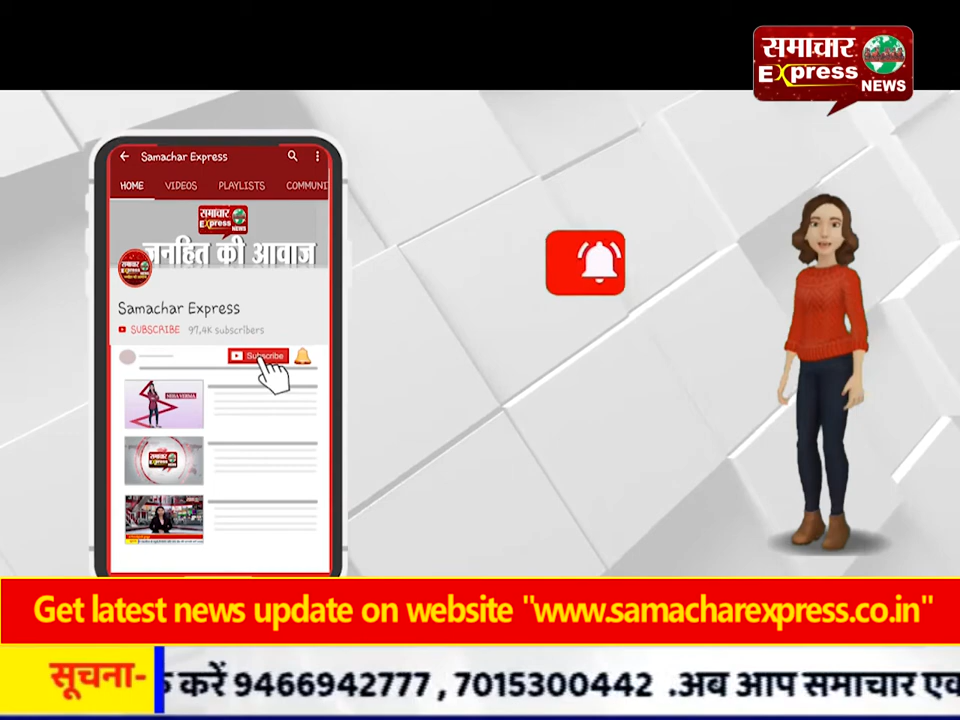 समाचार
Express
NEWS
Samachar Express
HOME VIDEOS PLAYLISTS COMMUNI
समाचार
Express
NEWS
जनहित की आवाज
Samachar Express
SUBSCRIBE 97.4K subscribers
Subscribe
Get latest news update on website "www.samacharexpress.co.in"
सूचना- करें 9466942777 , 7015300442 .अब आप समाचार एक